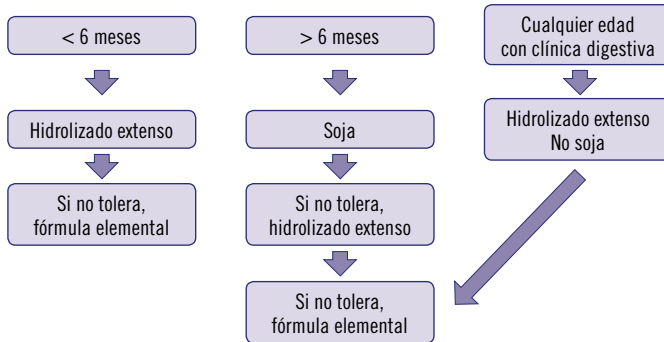 < 6 meses
Hidrolizado extenso
Si no tolera,
fórmula elemental
> 6 meses
Soja
Si no tolera,
hidrolizado extenso
Si no tolera,
fórmula elemental
Cualquier edad
con clínica digestiva
Hidrolizado extenso
No soja